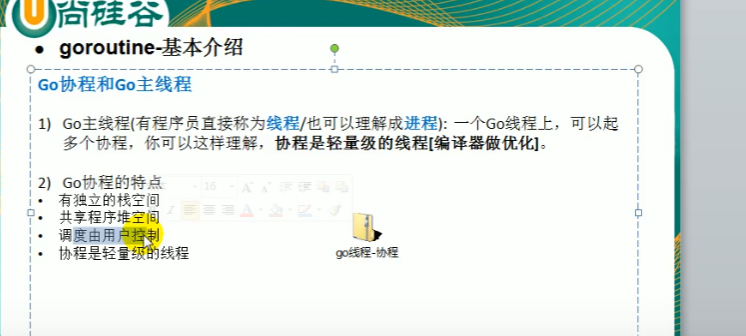 尚硅谷
• goroutine-基本介绍
Go协程和Go主线程
1) Go主线程(有程序员直接称为线程/也可以理解成进程): 一个Go线程上，可以起
多个协程，你可以这样理解，协程是轻量级的线程[编译器做优化]。
2) Go协程的特点
• 有独立的栈空间
• 共享程序堆空间
• 调度由用户控制
• 协程是轻量级的线程
go线程-协程